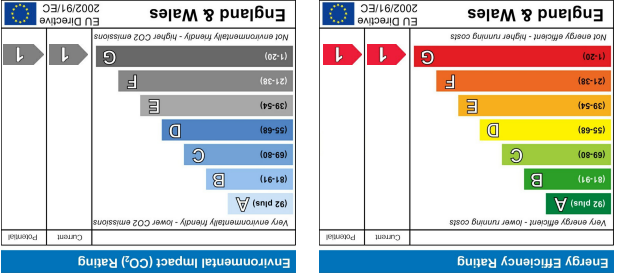 Energy Efficiency Rating
Current
Potential
Very energy efficient - lower running costs
(92 plus) A
(81-91) B
(69-80) C
(55-68) D
(39-54) E
(21-38) F
(1-20) G
1
1
Not energy efficient - higher running costs
England & Wales
EU Directive
2002/91/EC
Environmental Impact (CO₂) Rating
Current
Potential
Very environmentally friendly - lower CO2 emissions
(92 plus) A
(81-91) B
(69-80) C
(55-68) D
(39-54) E
(21-38) F
(1-20) G
1
1
Not environmentally friendly - higher CO2 emissions
England & Wales
EU Directive
2002/91/EC